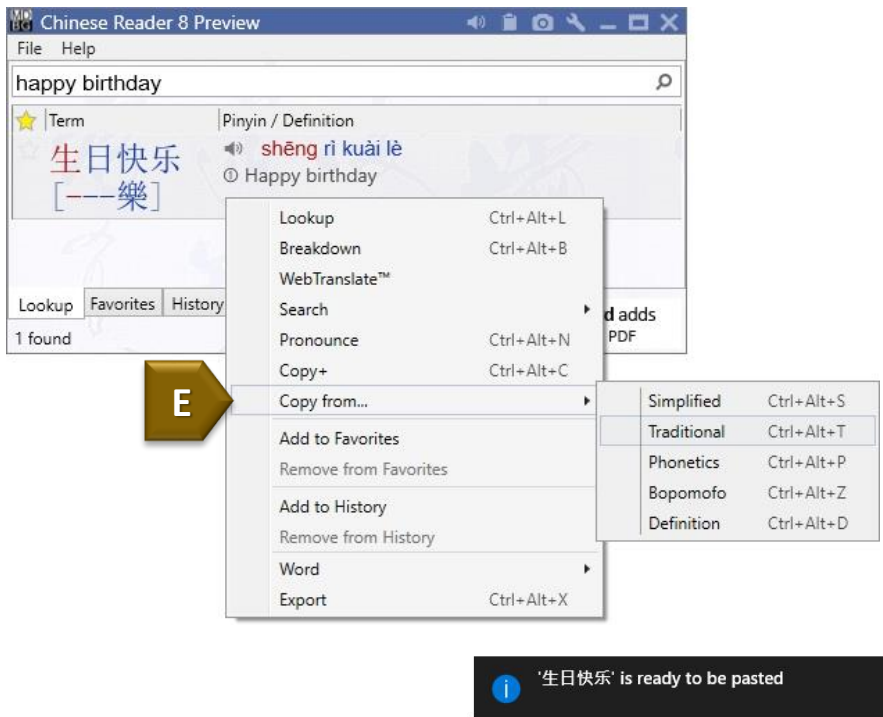 MD BG Chinese Reader 8 Preview
File Help
happy birthday
Term Pinyin / Definition
生日快乐 shēng rì kuài lè
[---樂] ① Happy birthday
Lookup Ctrl+Alt+L
Breakdown Ctrl+Alt+B
WebTranslate™
Search
Pronounce Ctrl+Alt+N
Copy+ Ctrl+Alt+C
Copy from...
Add to Favorites
Remove from Favorites
Add to History
Remove from History
Word
Export Ctrl+Alt+X
Lookup Favorites History
d adds
1 found
PDF
E
Simplified Ctrl+Alt+S
Traditional Ctrl+Alt+T
Phonetics Ctrl+Alt+P
Bopomofo Ctrl+Alt+Z
Definition Ctrl+Alt+D
'生日快乐' is ready to be pasted